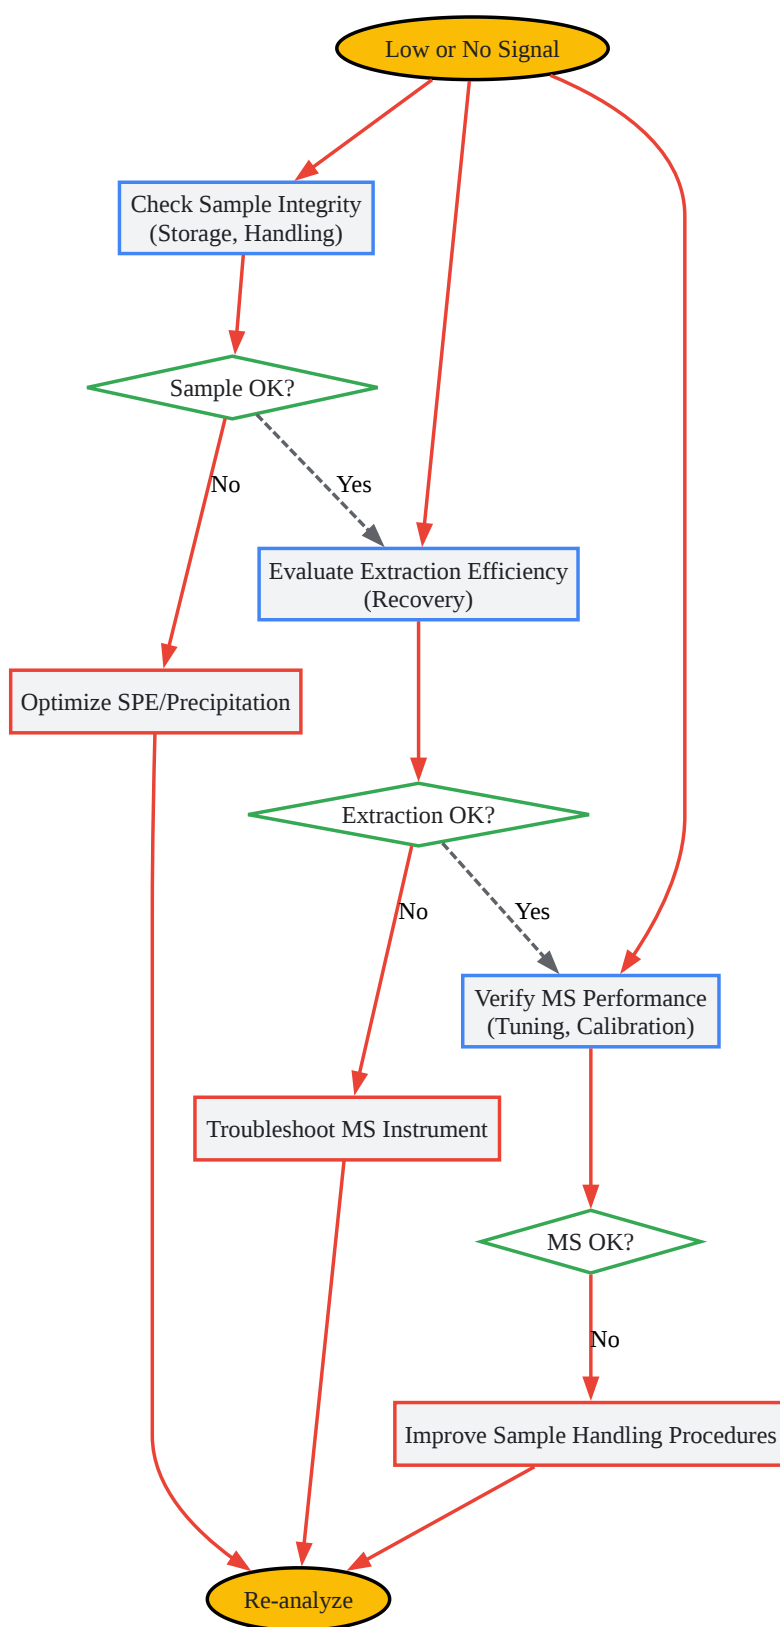 Low or No Signal
Check Sample Integrity
(Storage, Handling)
Sample OK?
No
Yes
Evaluate Extraction Efficiency
(Recovery)
Optimize SPE/Precipitation
Extraction OK?
No
Yes
Verify MS Performance
(Tuning, Calibration)
Troubleshoot MS Instrument
MS OK?
No
Improve Sample Handling Procedures
Re-analyze